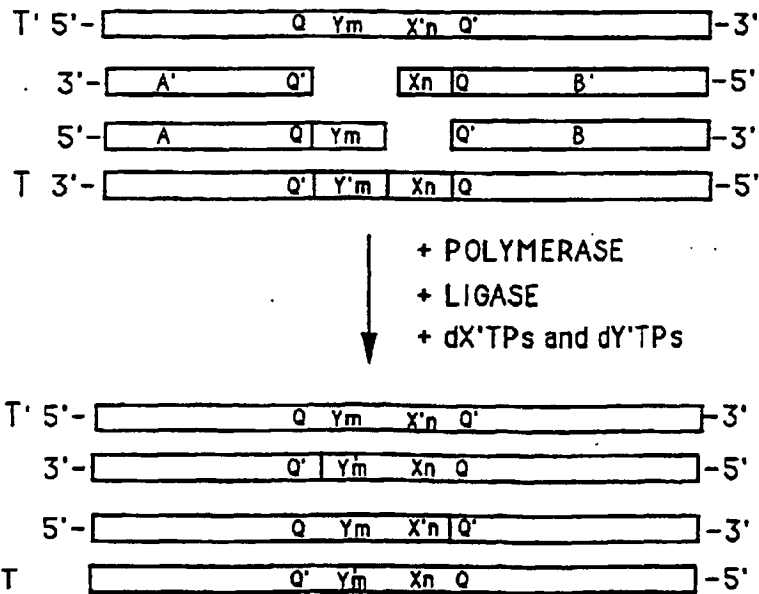 T' 5'- Q Ym X'n Q' -3'
3'- A' Q' Xn Q B' -5'
5'- A Q Ym Q' B -3'
T 3'- Q' Y'm Xn Q -5'
+ POLYMERASE
+ LIGASE
+ dX'TPs and dY'TPs
T' 5'- Q Ym X'n Q' -3'
3'- Q' Y'm Xn Q -5'
5'- Q Ym X'n Q' -3'
T Q' Y'm Xn Q -5'